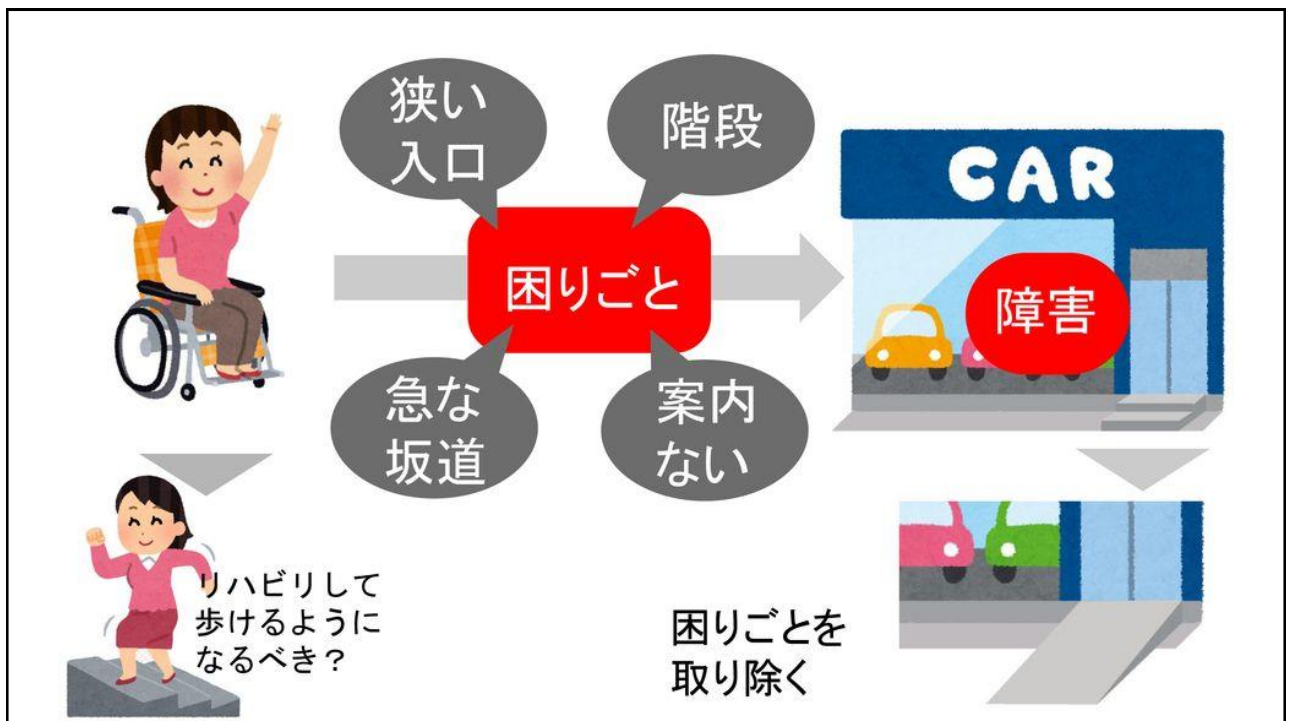 狭い
入口
階段
CAR
困りごと
障害
急な
坂道
案内
ない
リハビリして
歩けるように
なるべき？
困りごとを
取り除く